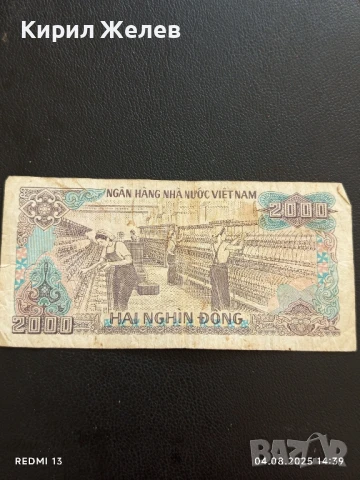 Кирил Желев
NGÂN HÀNG NHÀ NƯỚC VIỆT NAM
2000
2000
HAI NGHÌN ĐỒNG
REDMI 13
04.08.2025 14:39
BAZAR